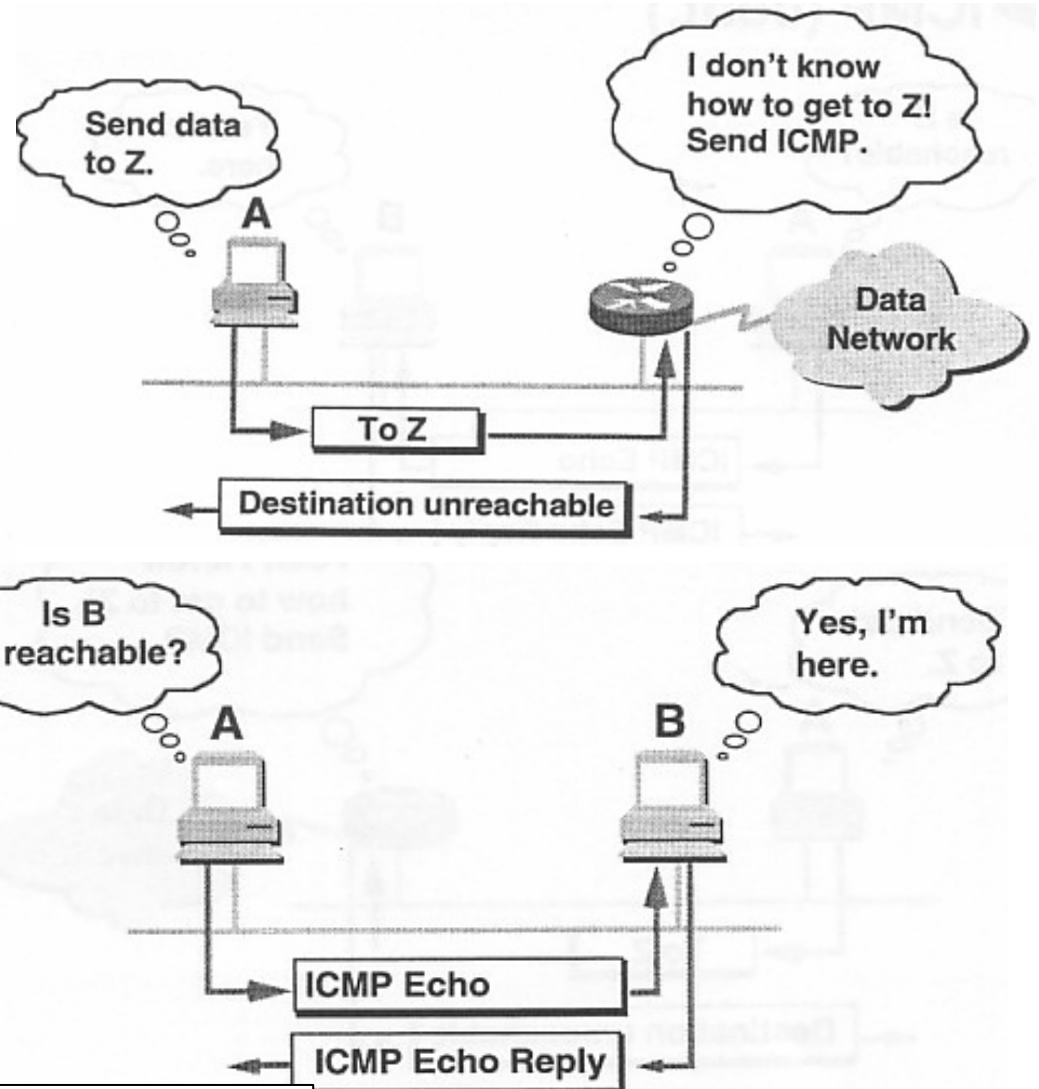 Send data
to Z.
I don't know
how to get to Z!
Send ICMP.
A
Data
Network
To Z
Destination unreachable
Is B
reachable?
Yes, I'm
here.
A
B
ICMP Echo
ICMP Echo Reply